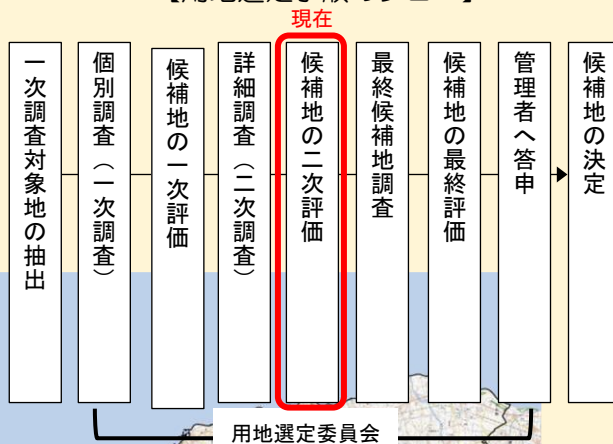 現在
一次調査対象地の抽出
個別調査（一次調査）
候補地の一次評価
詳細調査（二次調査）
候補地の二次評価
最終候補地調査
候補地の最終評価
管理者へ答申
候補地の決定
用地選定委員会